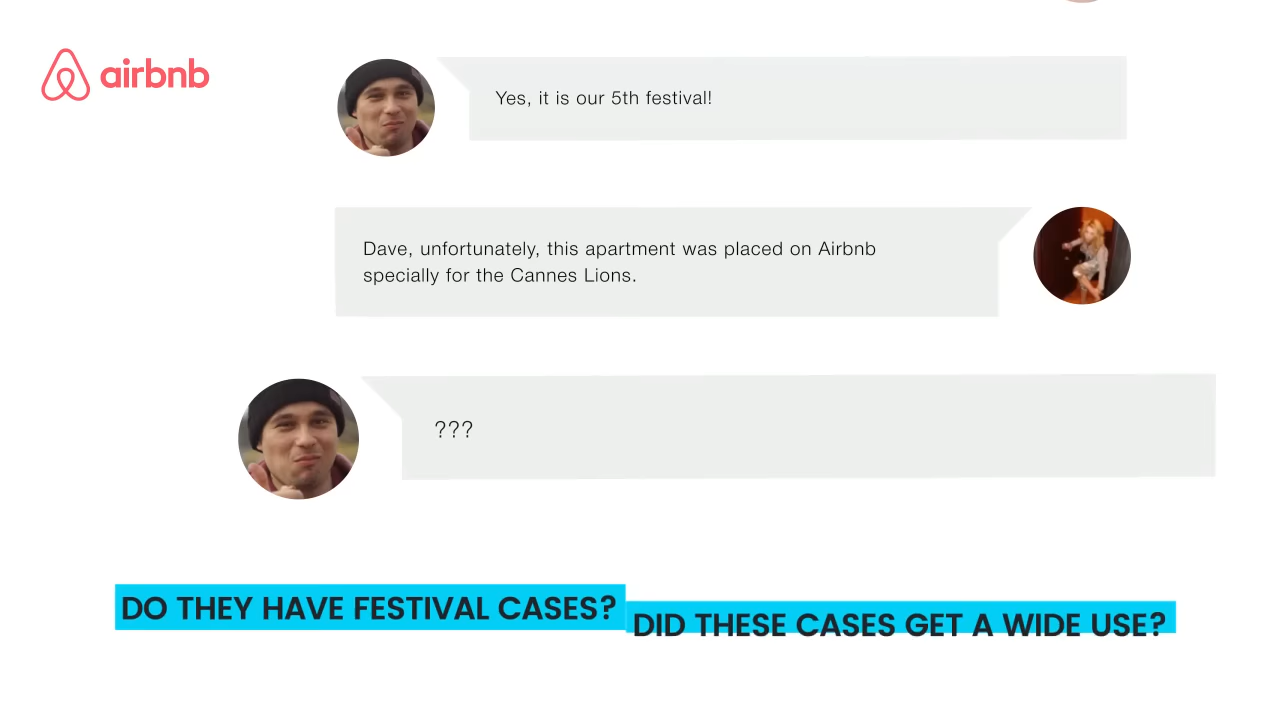 airbnb
Yes, it is our 5th festival!
Dave, unfortunately, this apartment was placed on Airbnb
specially for the Cannes Lions.
???
DO THEY HAVE FESTIVAL CASES?
DID THESE CASES GET A WIDE USE?